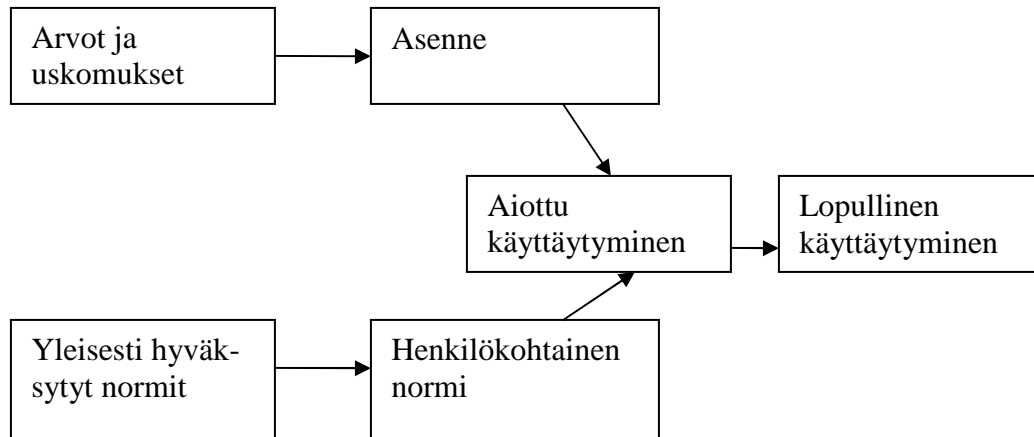 Arvot ja
uskomukset
Asenne
Aiottu
käyttäytyminen
Lopullinen
käyttäytyminen
Yleisesti hyväk-
sytyt normit
Henkilökohtainen
normi